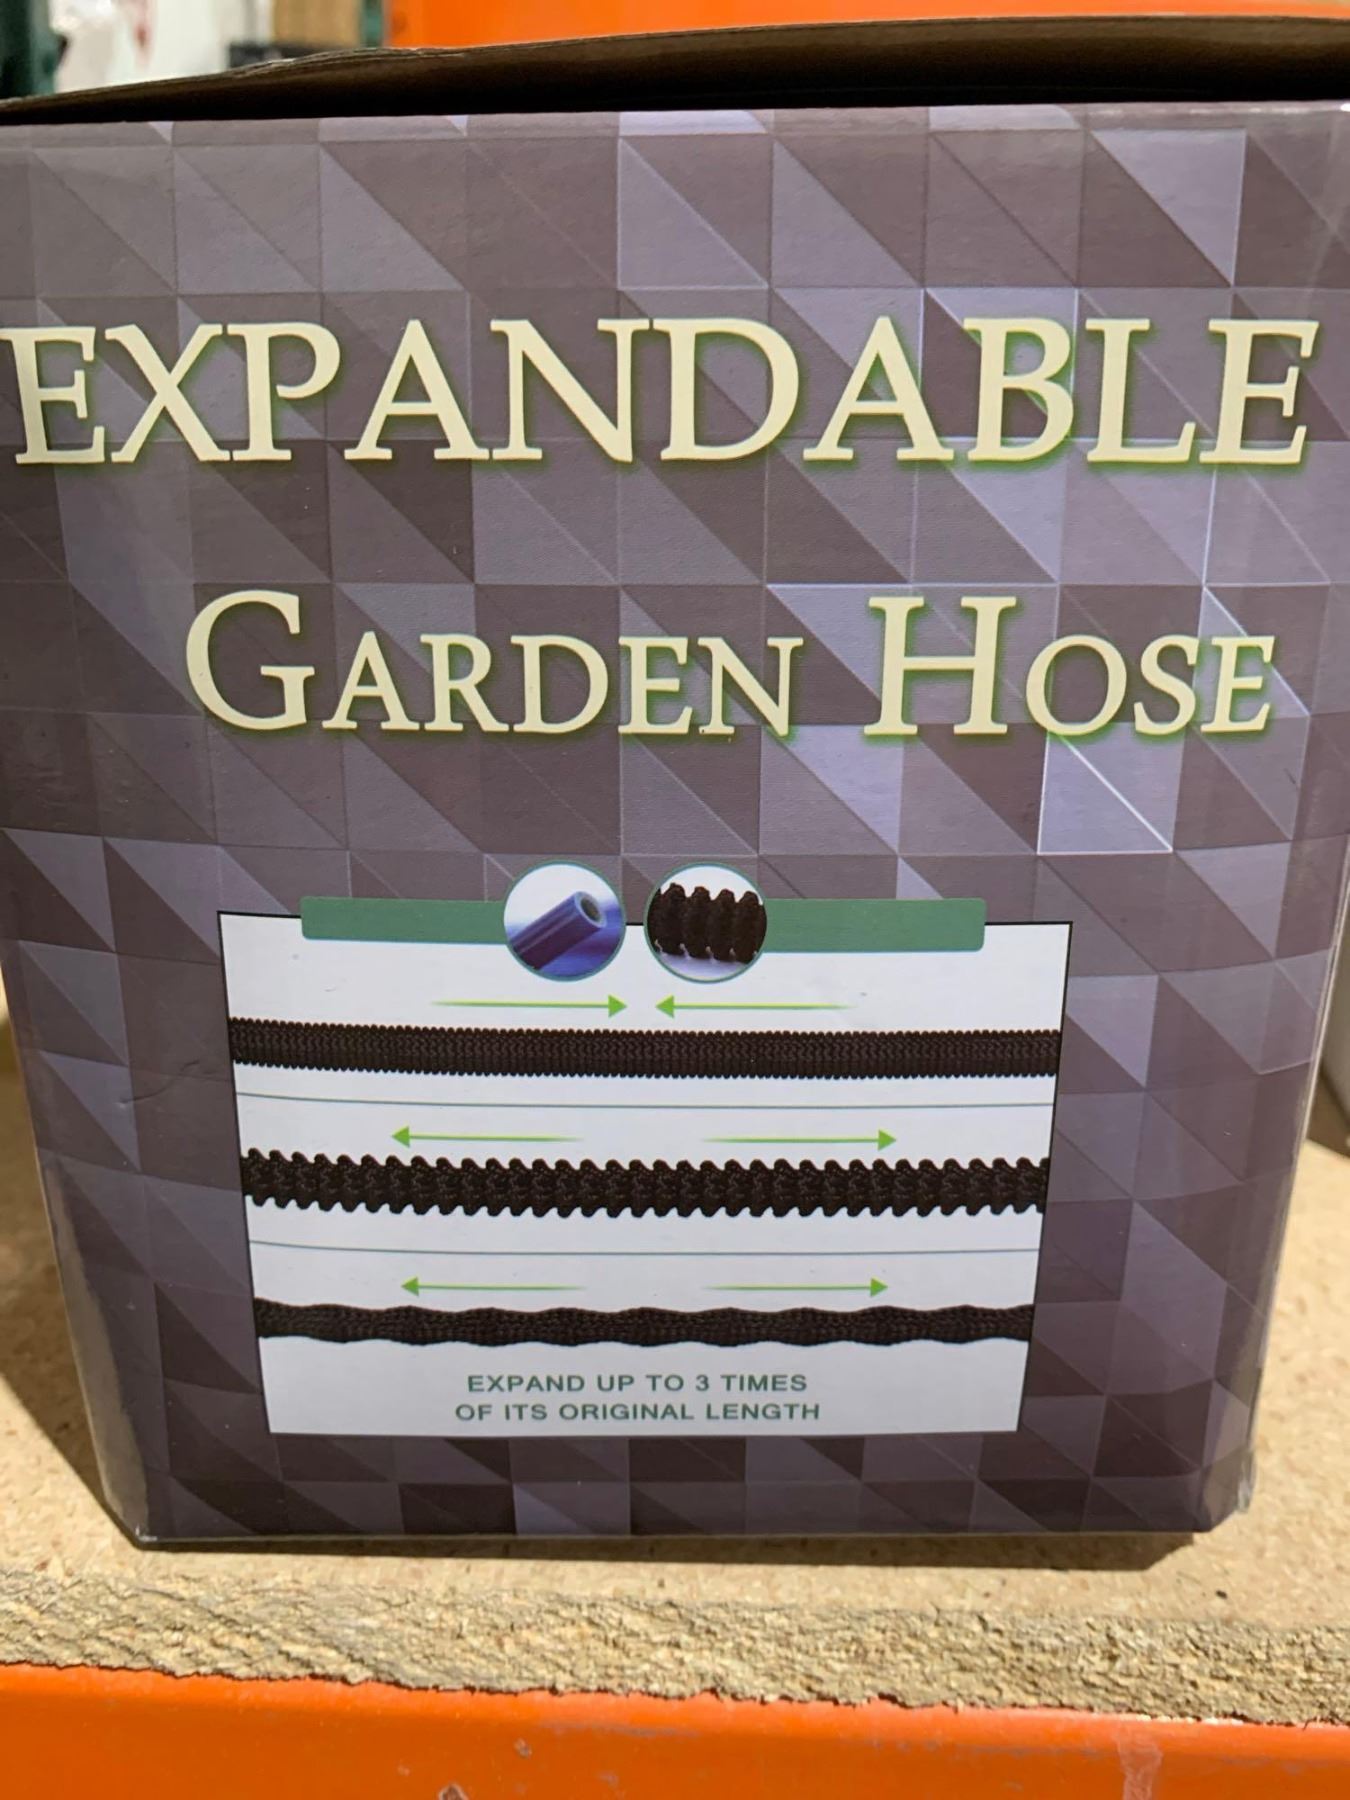 EXPANDABLE
GARDEN HOSE
EXPAND UP TO 3 TIMES
OF ITS ORIGINAL LENGTH